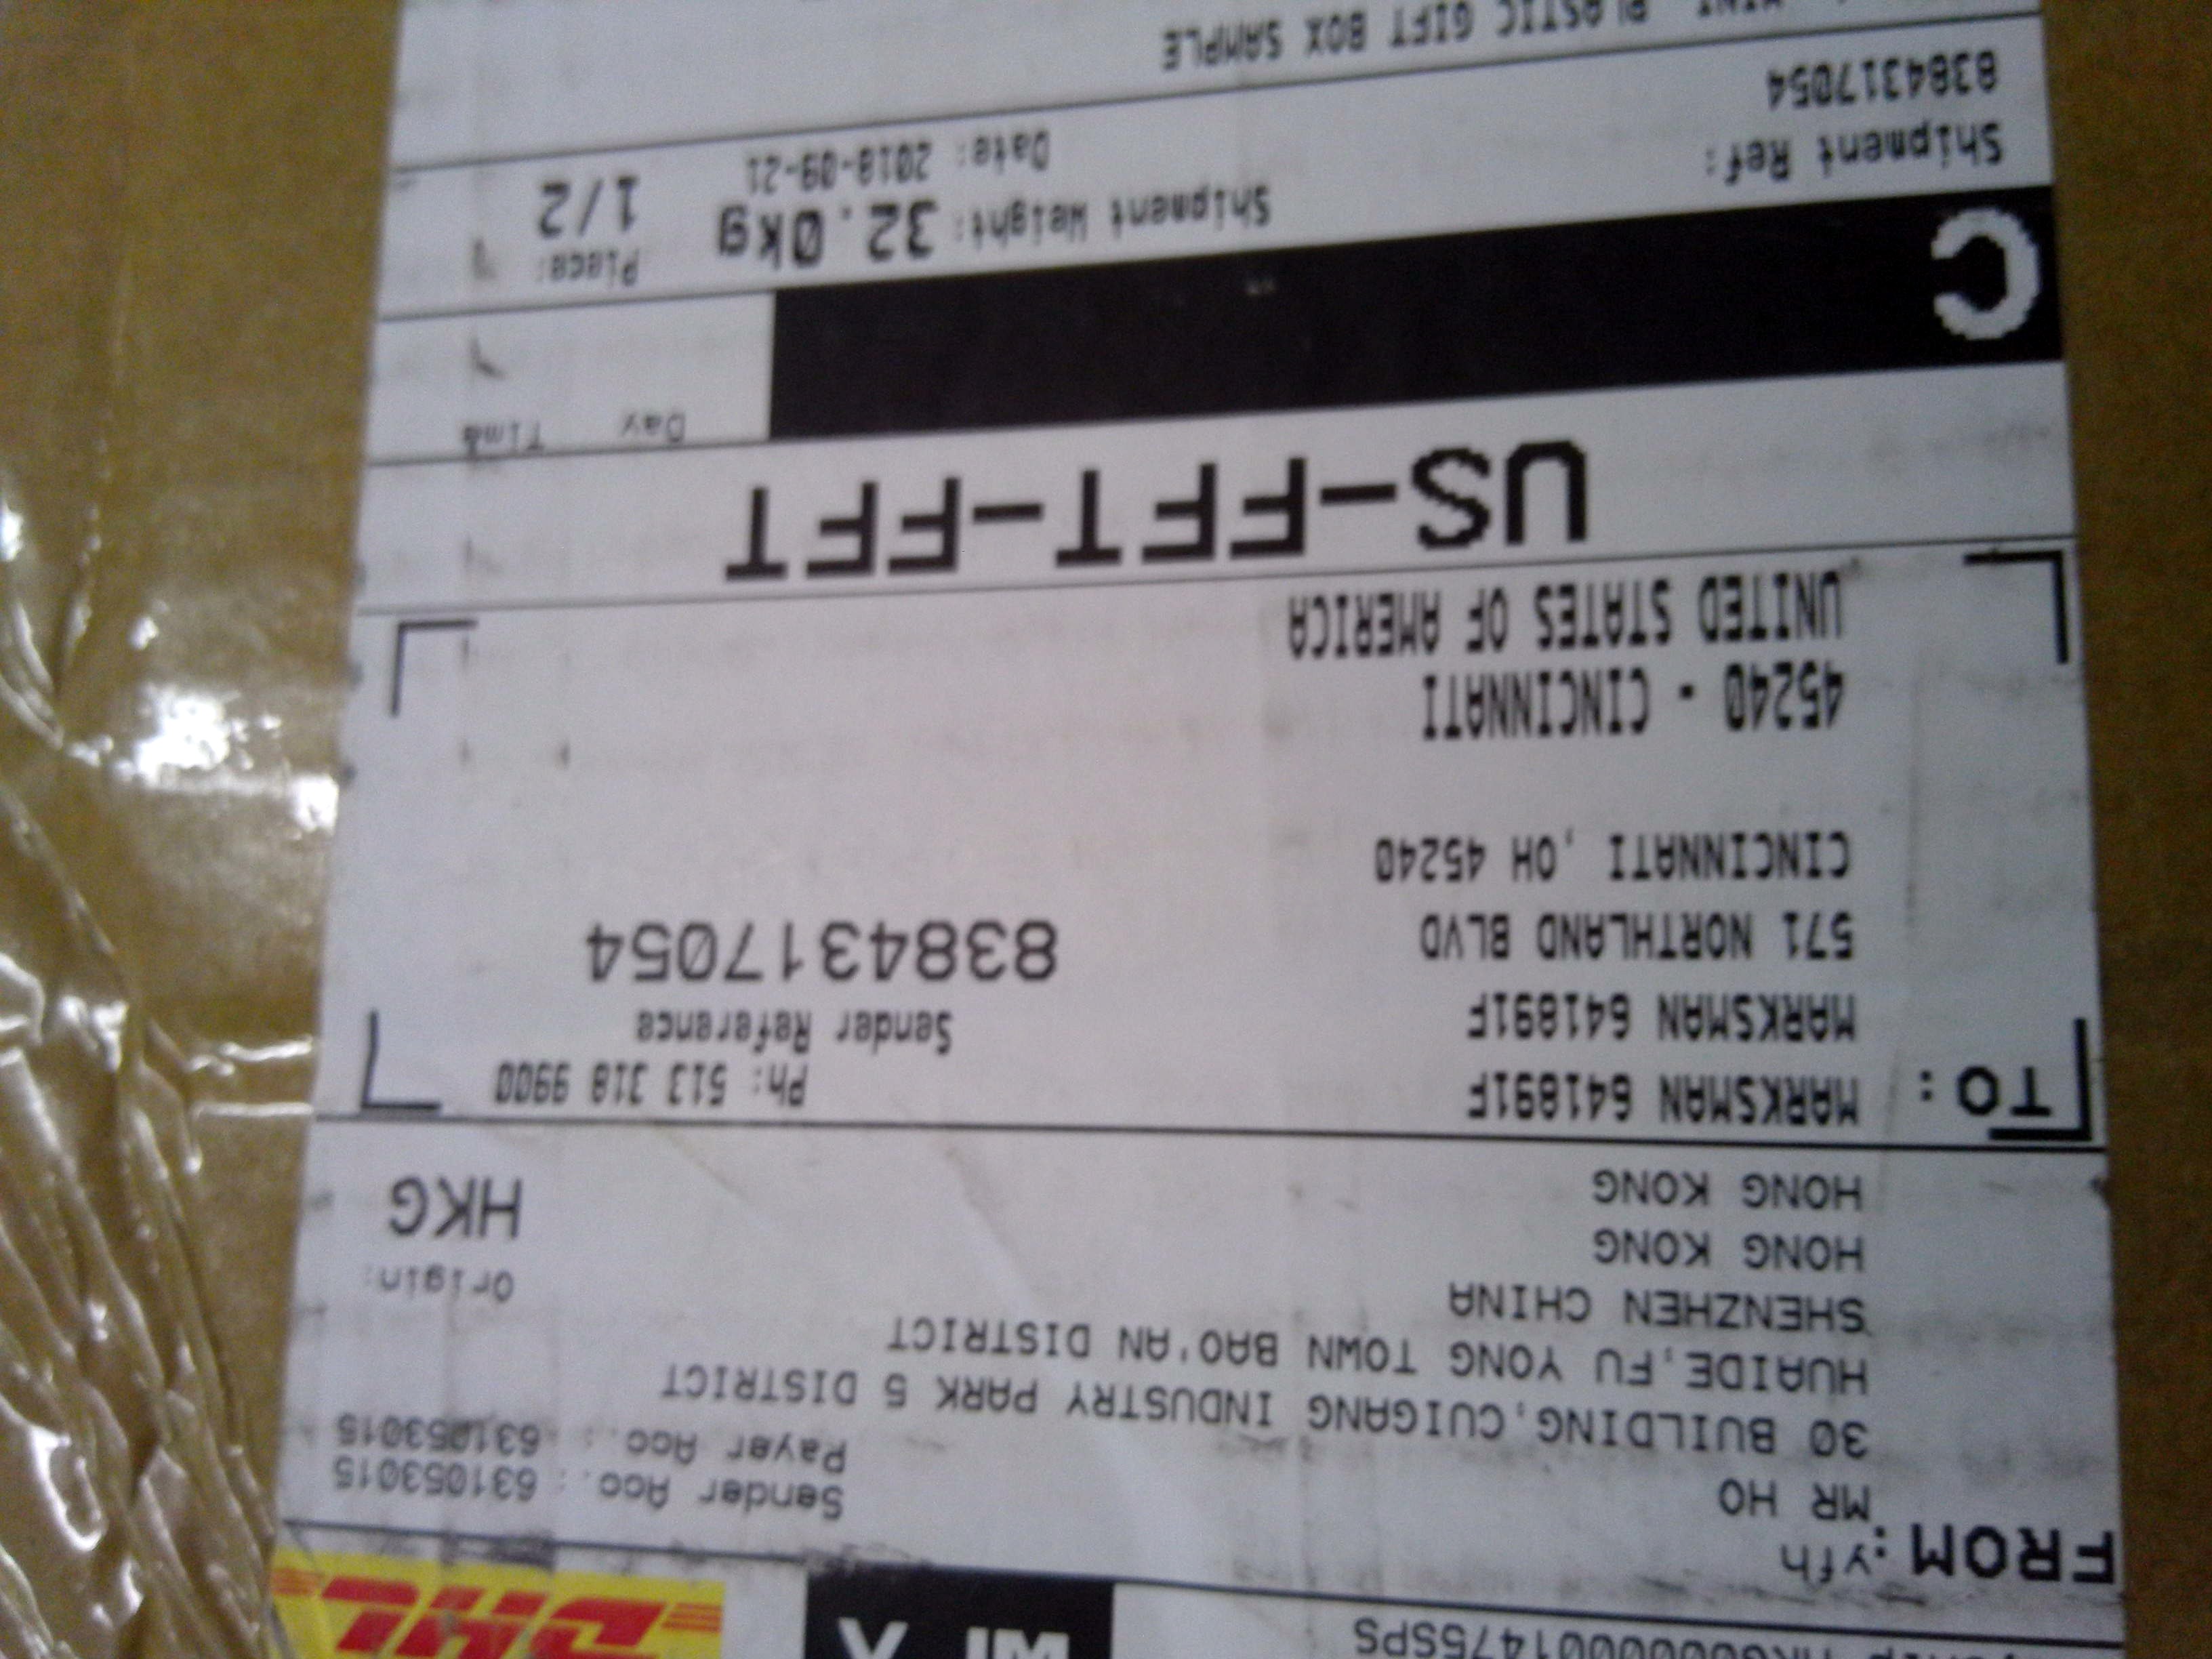 HKG0000001475SPS
DHL
FROM: yfh
MR HO
Sender Acc.: 631053015
Payer Acc.: 631053015
30 BUILDING,CUIGANG INDUSTRY PARK 5 DISTRICT
HUAIDE,FU YONG TOWN BAO'AN DISTRICT
SHENZHEN CHINA
Origin:
HKG
HONG KONG
HONG KONG
TO: MARKSMAN 641891F
Ph: 513 318 9900
MARKSMAN 641891F
Sender Reference
8384317054
571 NORTHLAND BLVD
CINCINNATI ,OH 45240
45240 - CINCINNATI
UNITED STATES OF AMERICA
US-FFT-FFT
C
Day Time
Shipment Ref:
8384317054
Shipment Weight: 32.0kg
Date: 2018-09-21
Piece:
1/2
MINI PLASTIC GIFT BOX SAMPLE